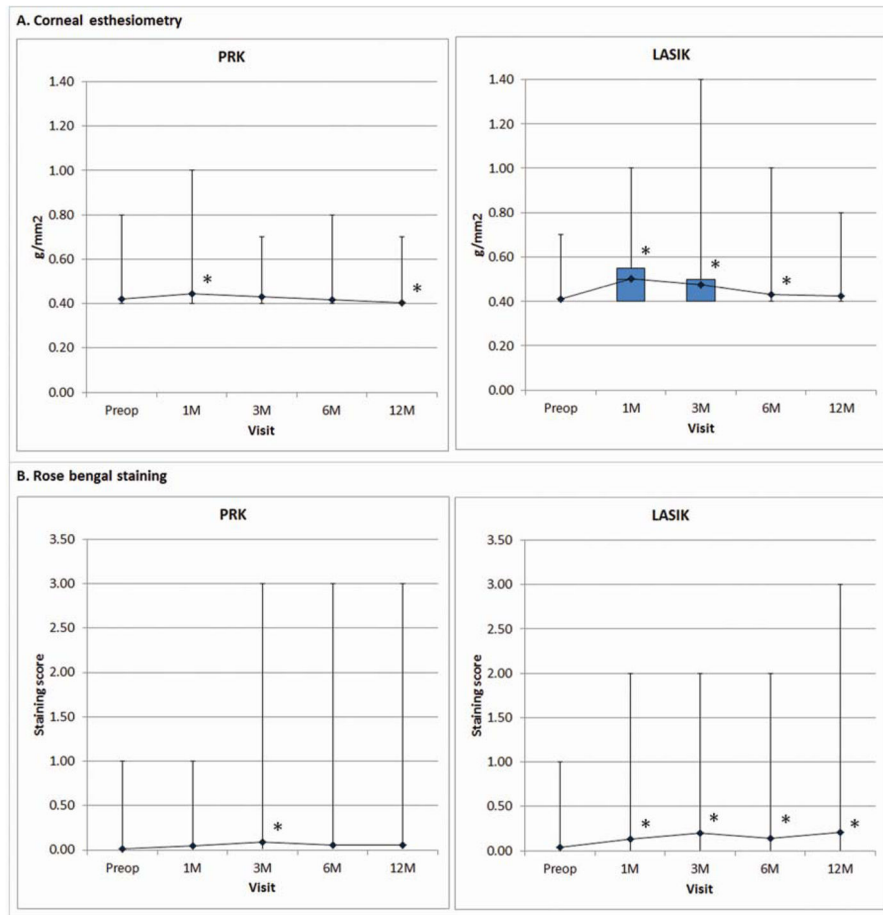 A. Corneal esthesiometry
PRK
1.40
1.20
1.00
0.80
0.60
0.40
0.20
0.00
g/mm2
*
*
Preop 1M 3M 6M 12M
Visit
LASIK
1.40
1.20
1.00
0.80
0.60
0.40
0.20
0.00
g/mm2
*
*
*
Preop 1M 3M 6M 12M
Visit
B. Rose bengal staining
PRK
3.50
3.00
2.50
2.00
1.50
1.00
0.50
0.00
Staining score
*
Preop 1M 3M 6M 12M
Visit
LASIK
3.50
3.00
2.50
2.00
1.50
1.00
0.50
0.00
Staining score
*
*
*
*
Preop 1M 3M 6M 12M
Visit